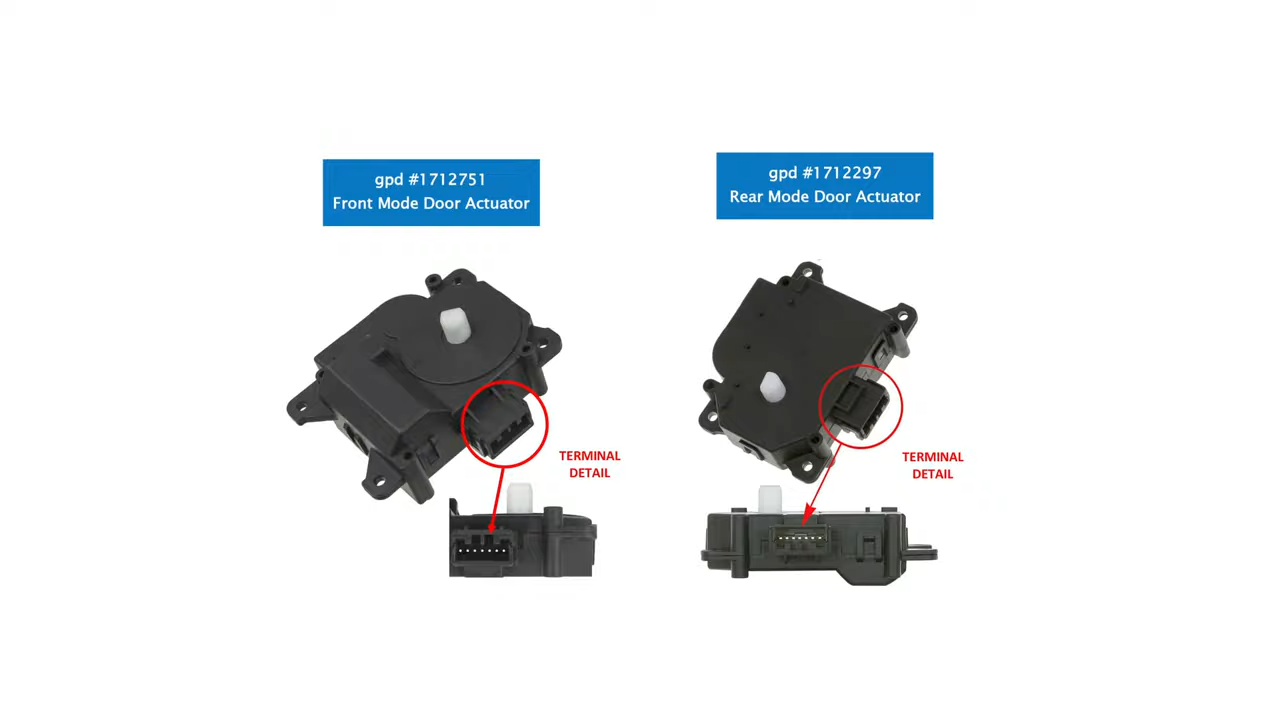 gpd #1712751
Front Mode Door Actuator
gpd #1712297
Rear Mode Door Actuator
TERMINAL
DETAIL
TERMINAL
DETAIL